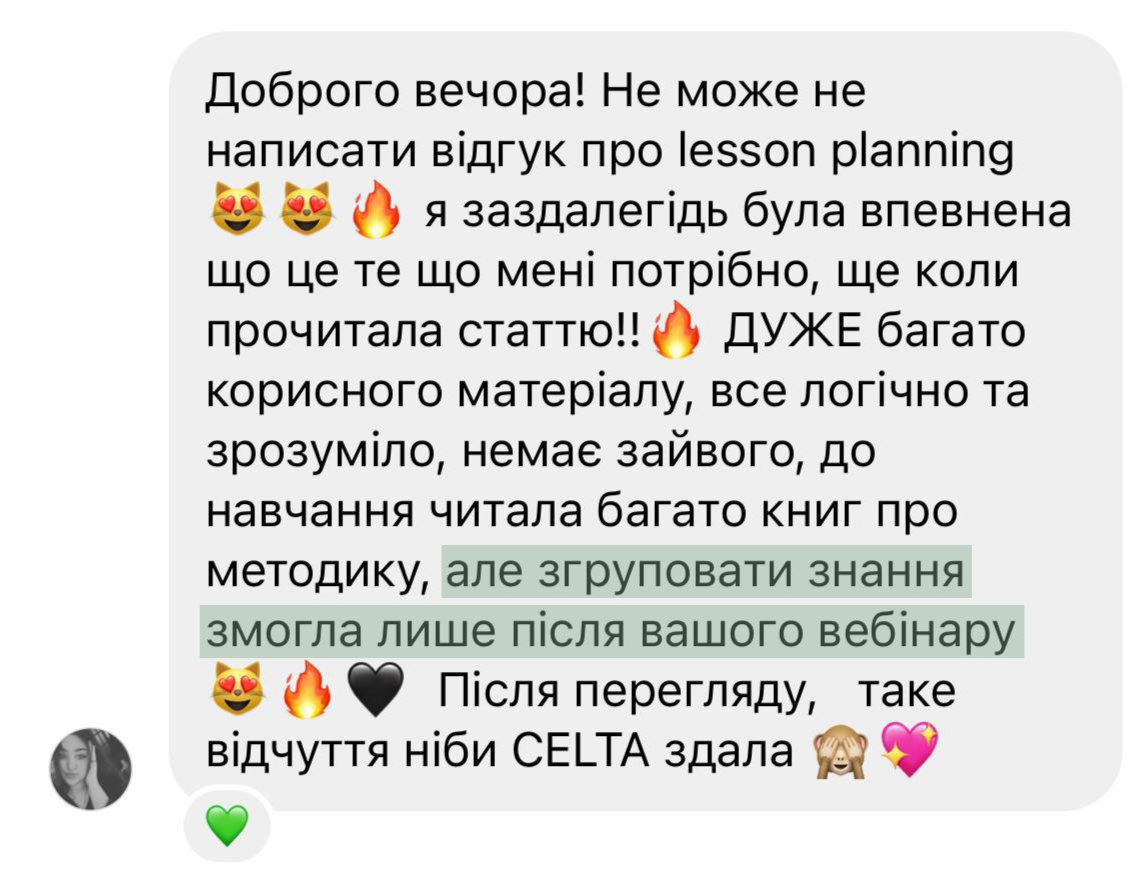 Доброго вечора! Не може не
написати відгук про lesson planning
😻😻🔥 я заздалегідь була впевнена
що це те що мені потрібно, ще коли
прочитала статтю!!🔥 ДУЖЕ багато
корисного матеріалу, все логічно та
зрозуміло, немає зайвого, до
навчання читала багато книг про
методику, але згруповати знання
змогла лише після вашого вебінару
😻🔥🖤 Після перегляду, таке
відчуття ніби CELTA здала 🙈💖
💚